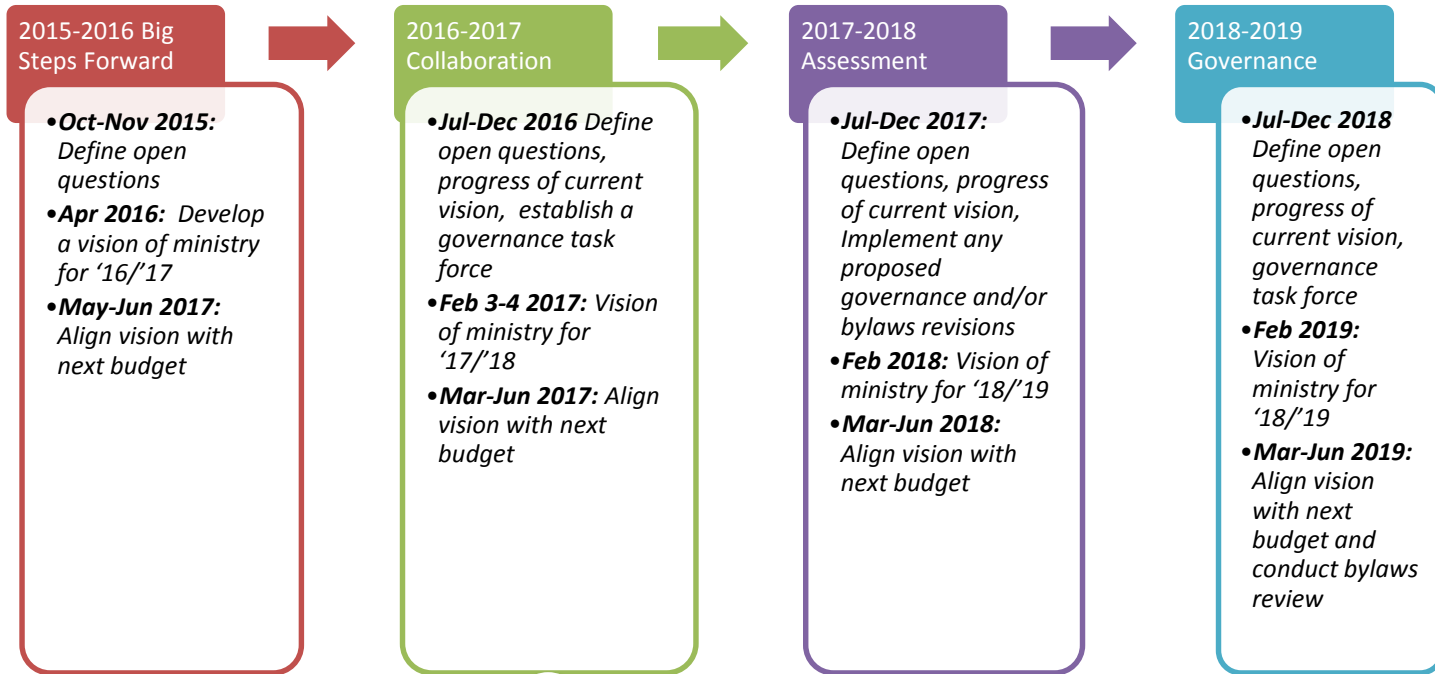 2015-2016 Big
Steps Forward
•Oct-Nov 2015:
Define open
questions
•Apr 2016:  Develop
a vision of ministry
for ‘16/’17
•May-Jun 2017:
Align vision with
next budget
2016-2017
Collaboration
•Jul-Dec 2016 Define
open questions,
progress of current
vision,  establish a
governance task
force
•Feb 3-4 2017: Vision
of ministry for
‘17/’18
•Mar-Jun 2017: Align
vision with next
budget
2017-2018
Assessment
•Jul-Dec 2017:
Define open
questions, progress
of current vision,
Implement any
proposed
governance and/or
bylaws revisions
•Feb 2018: Vision of
ministry for ‘18/’19
•Mar-Jun 2018:
Align vision with
next budget
2018-2019
Governance
•Jul-Dec 2018
Define open
questions,
progress of
current vision,
governance
task force
•Feb 2019:
Vision of
ministry for
‘18/’19
•Mar-Jun 2019:
Align vision
with next
budget and
conduct bylaws
review